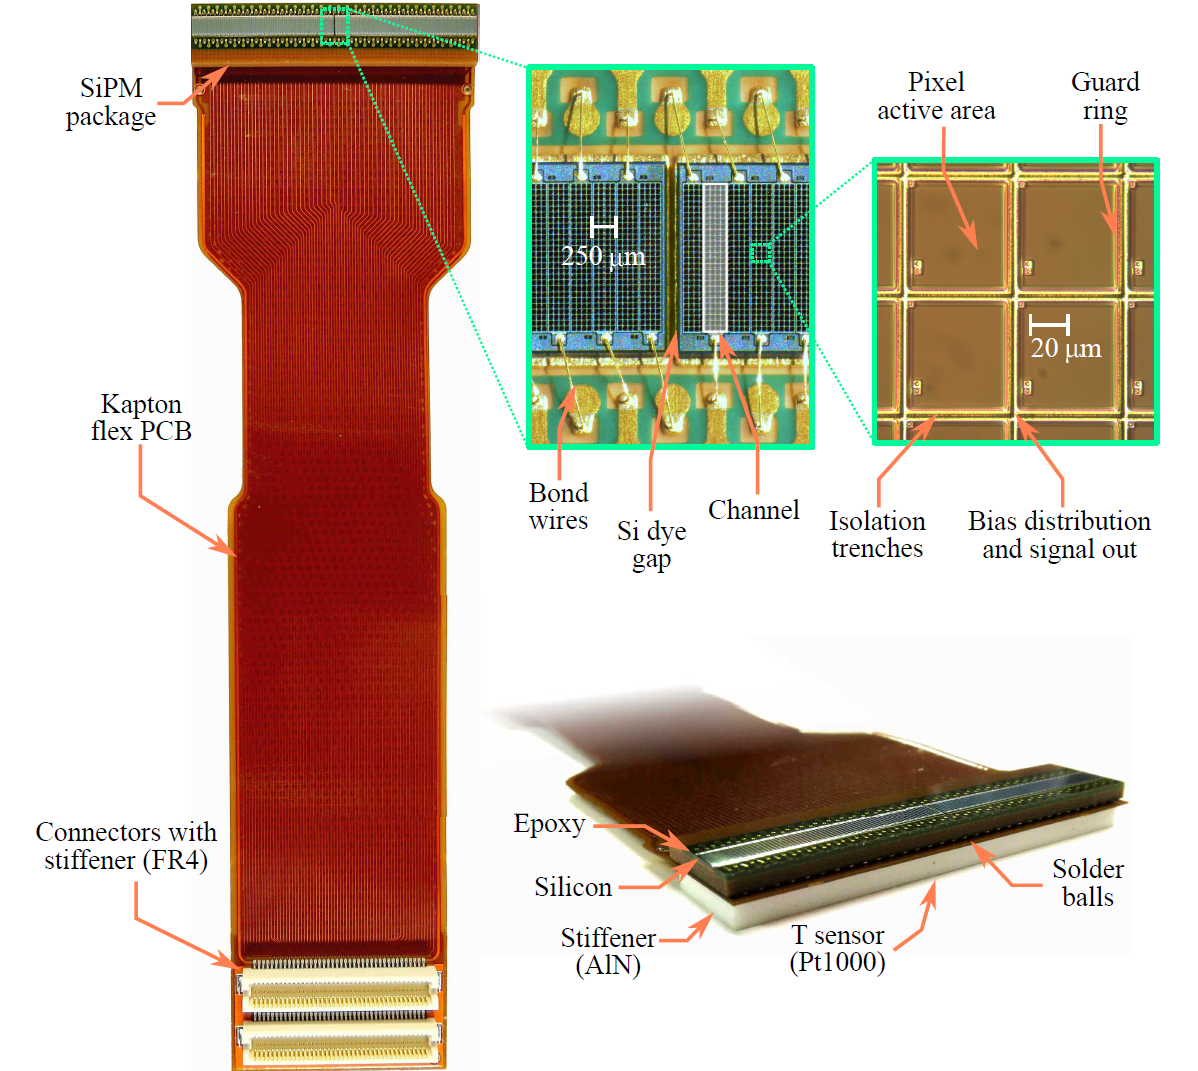 SiPM
package
Pixel
active area
Guard
ring
250 μm
20 μm
Kapton
flex PCB
Bond
wires
Si dye
gap
Channel
Isolation
trenches
Bias distribution
and signal out
Connectors with
stiffener (FR4)
Epoxy
Silicon
Stiffener
(AlN)
T sensor
(Pt1000)
Solder
balls